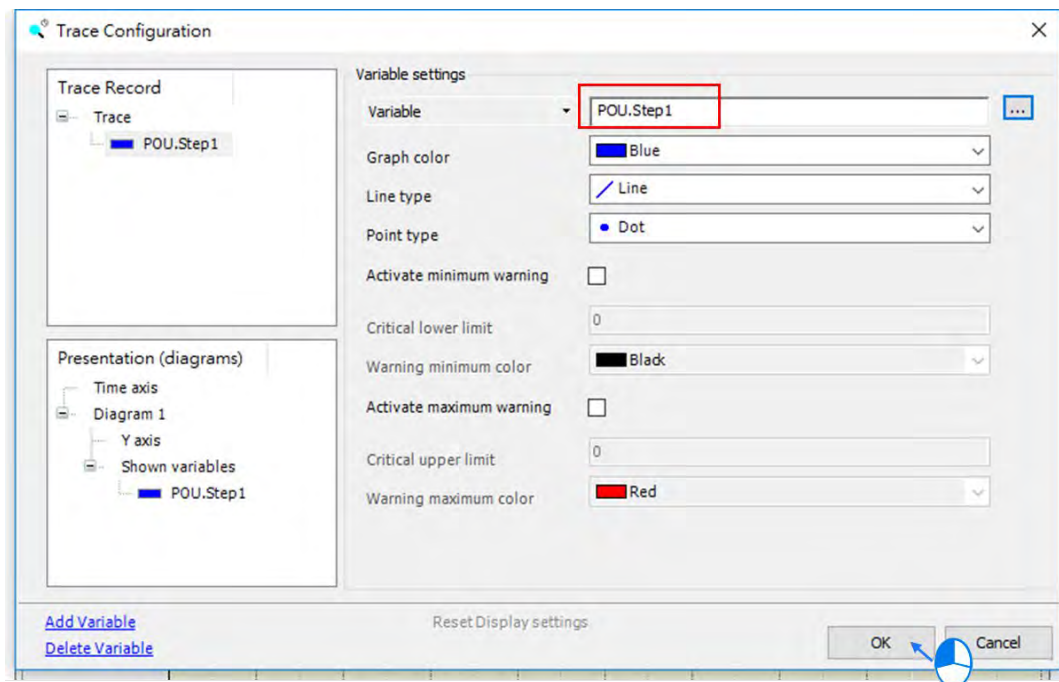 Trace Configuration
Trace Record
Trace
POU.Step1
Presentation (diagrams)
Time axis
Diagram 1
Y axis
Shown variables
POU.Step1
Variable settings
Variable POU.Step1 ...
Graph color Blue
Line type Line
Point type Dot
Activate minimum warning
Critical lower limit 0
Warning minimum color Black
Activate maximum warning
Critical upper limit 0
Warning maximum color Red
Add Variable
Delete Variable
Reset Display settings
OK Cancel